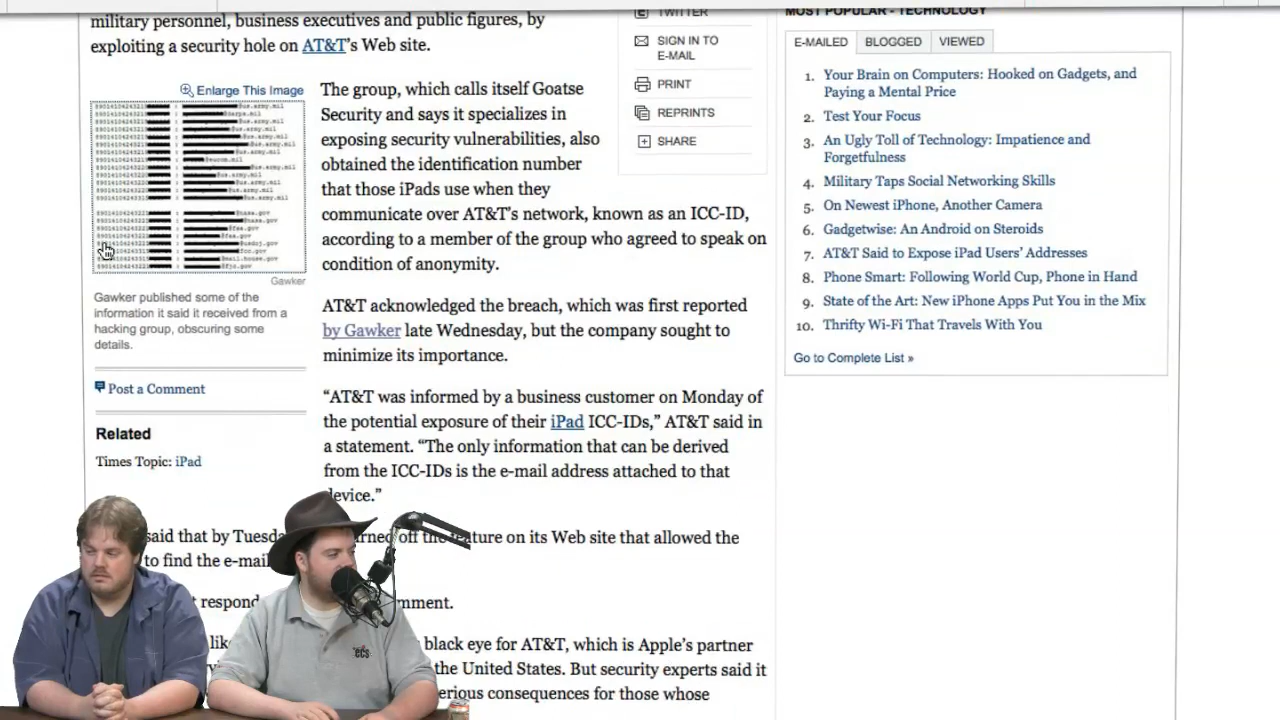 military personnel, business executives and public figures, by
exploiting a security hole on AT&T's Web site.
Enlarge This Image
Gawker
Gawker published some of the
information it said it received from a
hacking group, obscuring some
details.
Post a Comment
Related
Times Topic: iPad
The group, which calls itself Goatse
Security and says it specializes in
exposing security vulnerabilities, also
obtained the identification number
that those iPads use when they
communicate over AT&T's network, known as an ICC-ID,
according to a member of the group who agreed to speak on
condition of anonymity.
AT&T acknowledged the breach, which was first reported
by Gawker late Wednesday, but the company sought to
minimize its importance.
“AT&T was informed by a business customer on Monday of
the potential exposure of their iPad ICC-IDs,” AT&T said in
a statement. “The only information that can be derived
from the ICC-IDs is the e-mail address attached to that
device.”
said that by Tuesda urned off the feature on its Web site that allowed the
to find the e-mail
t respond mment.
lik black eye for AT&T, which is Apple's partner
the United States. But security experts said it
erious consequences for those whose
TWITTER
SIGN IN TO
E-MAIL
PRINT
REPRINTS
SHARE
MOST POPULAR - TECHNOLOGY
E-MAILED BLOGGED VIEWED
1. Your Brain on Computers: Hooked on Gadgets, and
Paying a Mental Price
2. Test Your Focus
3. An Ugly Toll of Technology: Impatience and
Forgetfulness
4. Military Taps Social Networking Skills
5. On Newest iPhone, Another Camera
6. Gadgetwise: An Android on Steroids
7. AT&T Said to Expose iPad Users' Addresses
8. Phone Smart: Following World Cup, Phone in Hand
9. State of the Art: New iPhone Apps Put You in the Mix
10. Thrifty Wi-Fi That Travels With You
Go to Complete List »
ecs